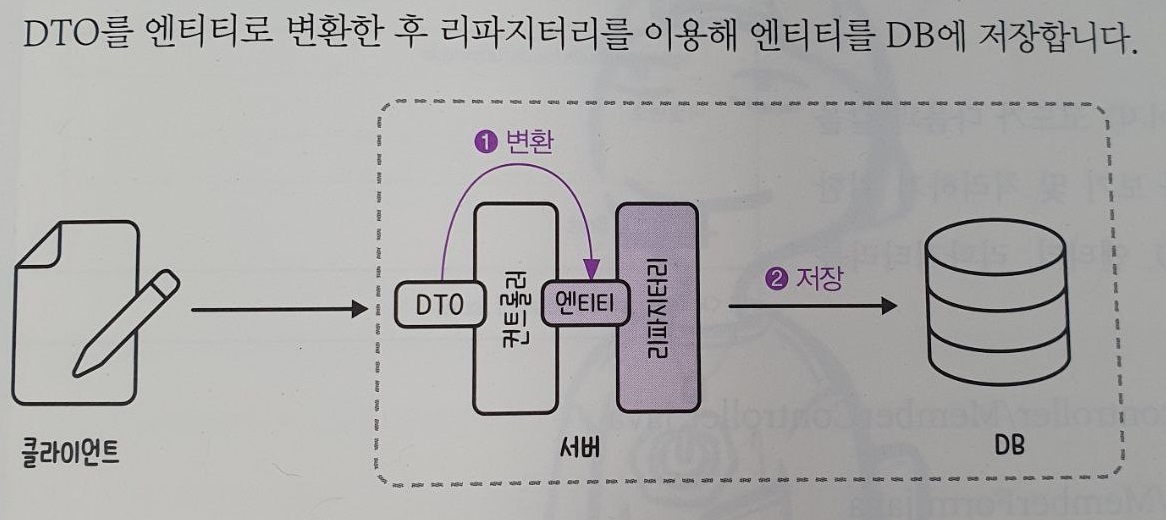 DTO를 엔티티로 변환한 후 리파지터리를 이용해 엔티티를 DB에 저장합니다.
❶ 변환
DTO
컨트롤러
엔티티
리파지터리
❷ 저장
클라이언트
서버
DB